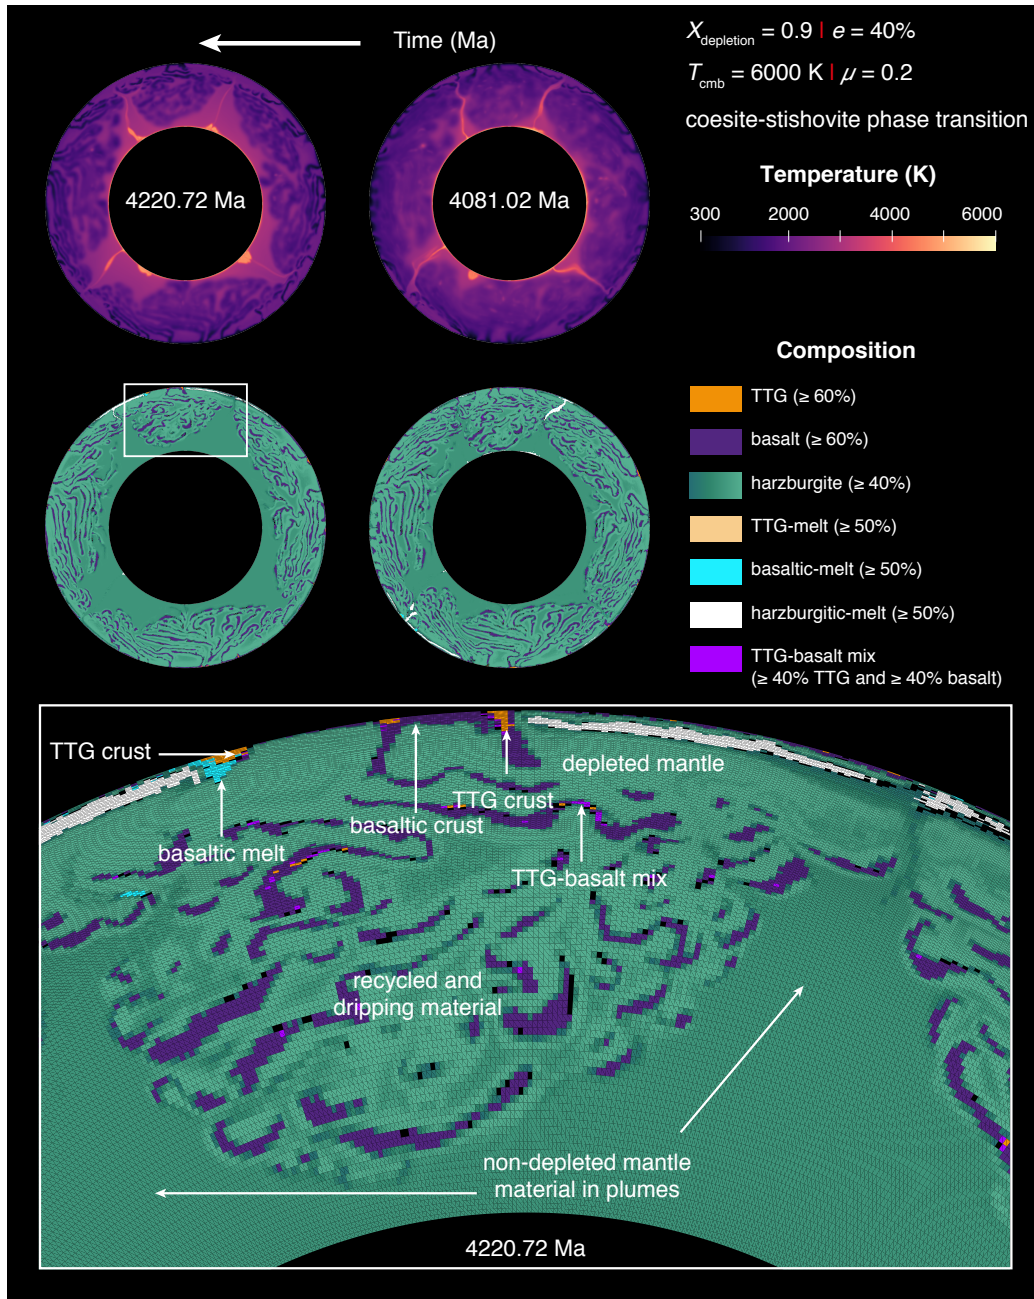 Time (Ma)
X_depletion = 0.9 | e = 40%
T_cmb = 6000 K | μ = 0.2
coesite-stishovite phase transition
4220.72 Ma
4081.02 Ma
Temperature (K)
300 2000 4000 6000
Composition
TTG (≥ 60%)
basalt (≥ 60%)
harzburgite (≥ 40%)
TTG-melt (≥ 50%)
basaltic-melt (≥ 50%)
harzburgitic-melt (≥ 50%)
TTG-basalt mix
(≥ 40% TTG and ≥ 40% basalt)
TTG crust
depleted mantle
TTG crust
basaltic crust
basaltic melt
TTG-basalt mix
recycled and
dripping material
non-depleted mantle
material in plumes
4220.72 Ma